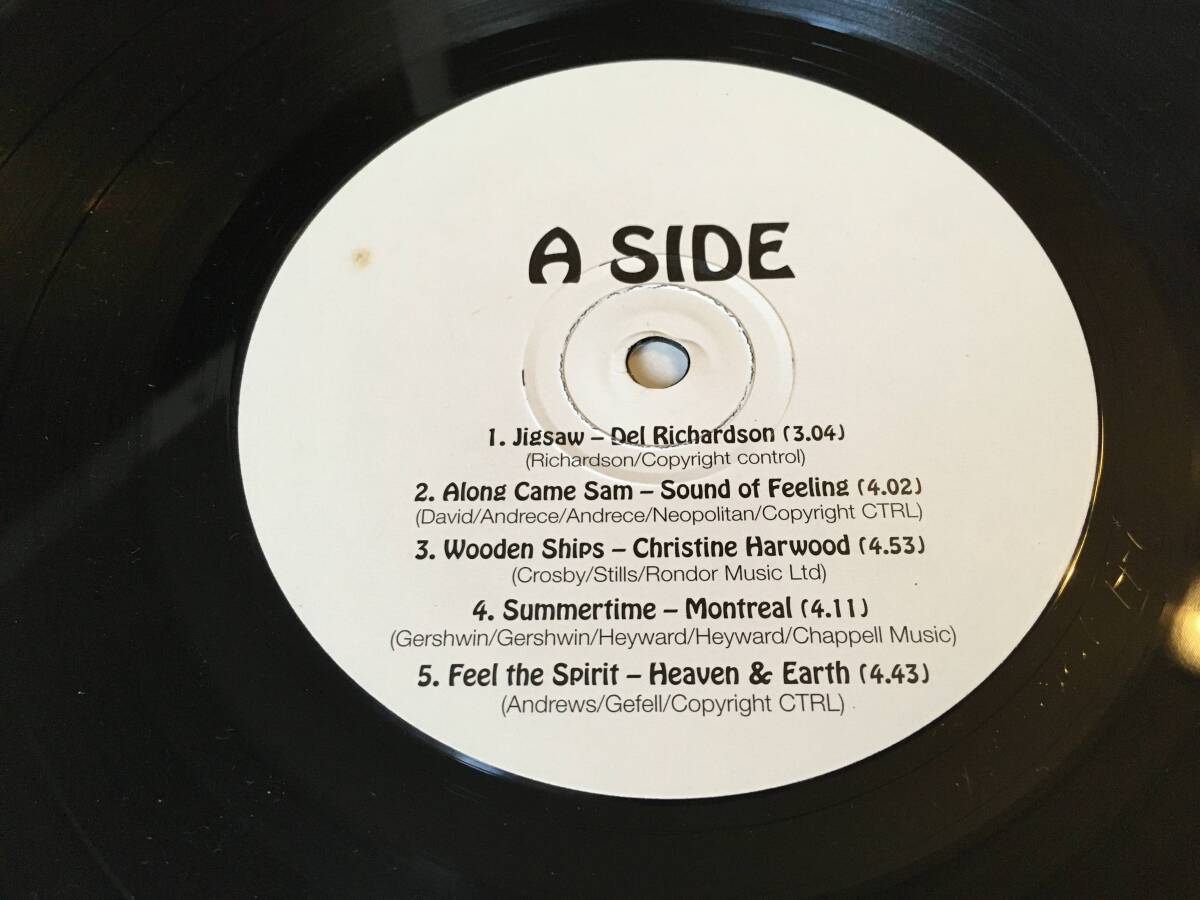 A SIDE
1. Jigsaw – Del Richardson (3.04)
(Richardson/Copyright control)
2. Along Came Sam – Sound of Feeling (4.02)
(David/Andrece/Andrece/Neopolitan/Copyright CTRL)
3. Wooden Ships – Christine Harwood (4.53)
(Crosby/Stills/Rondor Music Ltd)
4. Summertime – Montreal (4.11)
(Gershwin/Gershwin/Heyward/Heyward/Chappell Music)
5. Feel the Spirit – Heaven & Earth (4.43)
(Andrews/Gefell/Copyright CTRL)